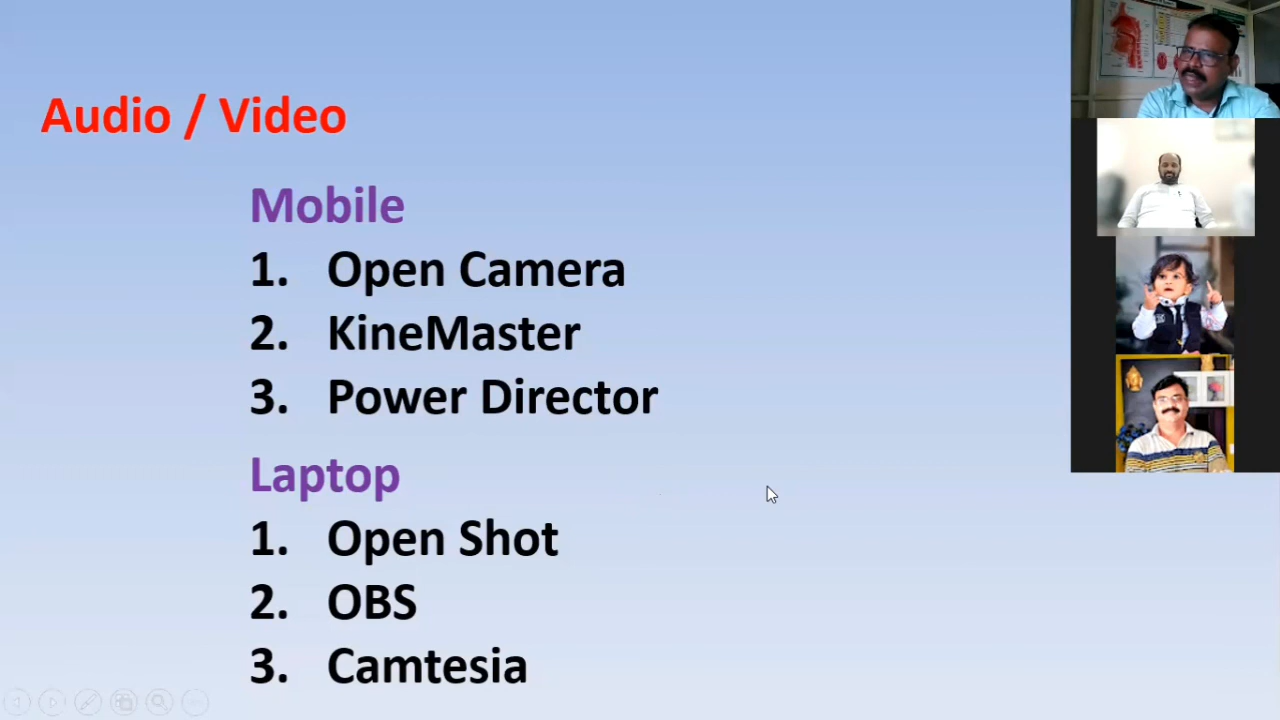 Audio / Video
Mobile
1. Open Camera
2. KineMaster
3. Power Director
Laptop
1. Open Shot
2. OBS
3. Camtesia